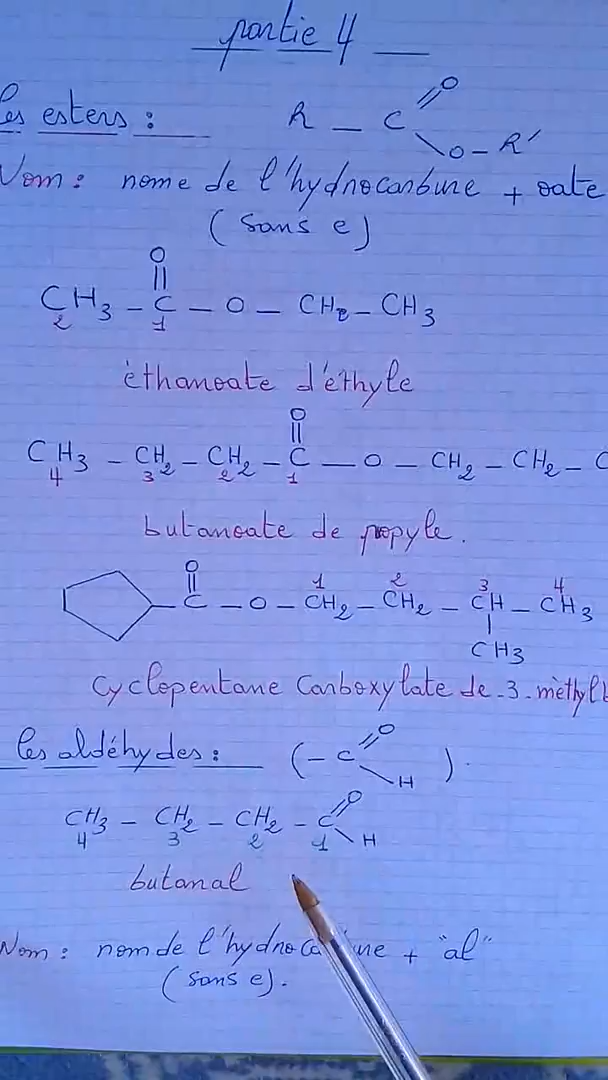 partie 4
Les esters : R – C
O
O – R'
Nom : nome de l'hydrocarbure + oate
(sans e)
O
CH3 – C – O – CH2 – CH3
2 1
éthanoate d'éthyle
O
CH3 – CH2 – CH2 – C – O – CH2 – CH2 – C
4 3 2 1
butanoate de propyle.
O 1 2 3 4
C – O – CH2 – CH2 – CH – CH3
CH3
Cyclopentane Carboxylate de -3-méthylb
les aldéhydes : (– C O H).
CH3 – CH2 – CH2 – C O H
4 3 2 1
butanal
Nom : nom de l'hydroca ine + "al"
(sans e).